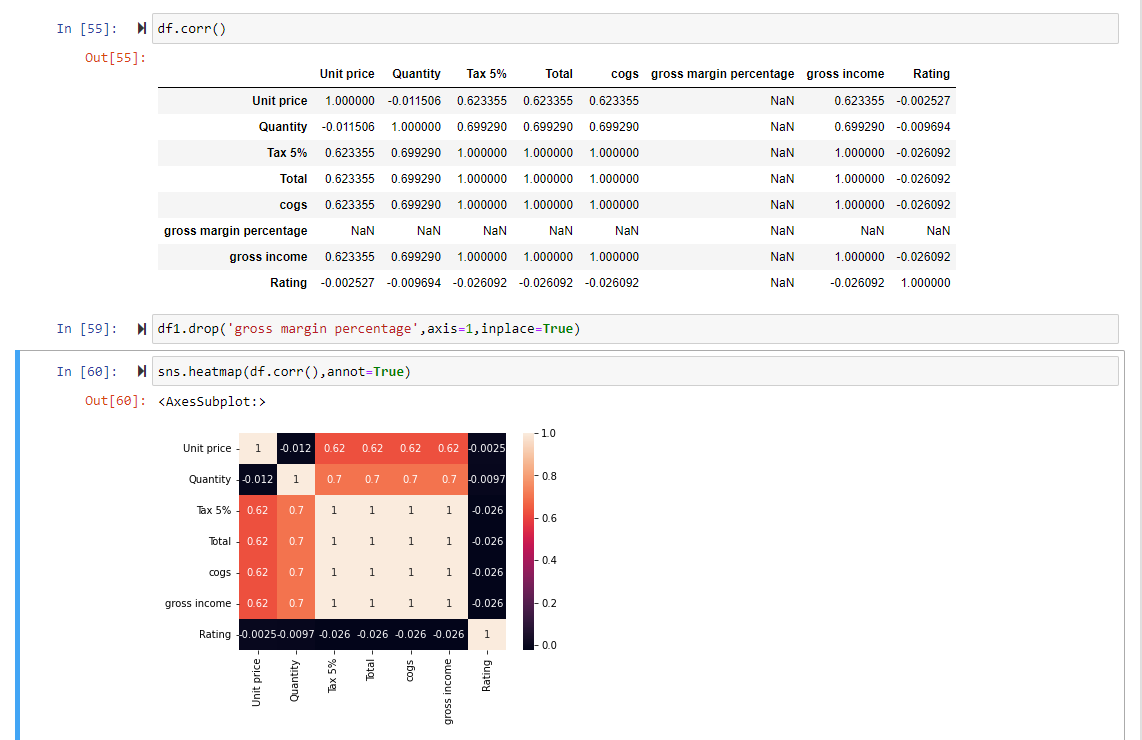 In [55]: df.corr()
Out[55]:
Unit price Quantity Tax 5% Total cogs gross margin percentage gross income Rating
Unit price 1.000000 -0.011506 0.623355 0.623355 0.623355 NaN 0.623355 -0.002527
Quantity -0.011506 1.000000 0.699290 0.699290 0.699290 NaN 0.699290 -0.009694
Tax 5% 0.623355 0.699290 1.000000 1.000000 1.000000 NaN 1.000000 -0.026092
Total 0.623355 0.699290 1.000000 1.000000 1.000000 NaN 1.000000 -0.026092
cogs 0.623355 0.699290 1.000000 1.000000 1.000000 NaN 1.000000 -0.026092
gross margin percentage NaN NaN NaN NaN NaN NaN NaN NaN
gross income 0.623355 0.699290 1.000000 1.000000 1.000000 NaN 1.000000 -0.026092
Rating -0.002527 -0.009694 -0.026092 -0.026092 -0.026092 NaN -0.026092 1.000000
In [59]: df1.drop('gross margin percentage',axis=1,inplace=True)
In [60]: sns.heatmap(df.corr(),annot=True)
Out[60]: <AxesSubplot:>
Unit price 1 -0.012 0.62 0.62 0.62 0.62 -0.0025
Quantity -0.012 1 0.7 0.7 0.7 0.7 -0.0097
Tax 5% 0.62 0.7 1 1 1 1 -0.026
Total 0.62 0.7 1 1 1 1 -0.026
cogs 0.62 0.7 1 1 1 1 -0.026
gross income 0.62 0.7 1 1 1 1 -0.026
Rating -0.0025 -0.0097 -0.026 -0.026 -0.026 -0.026 1
Unit price Quantity Tax 5% Total cogs gross income Rating
1.0
0.8
0.6
0.4
0.2
0.0